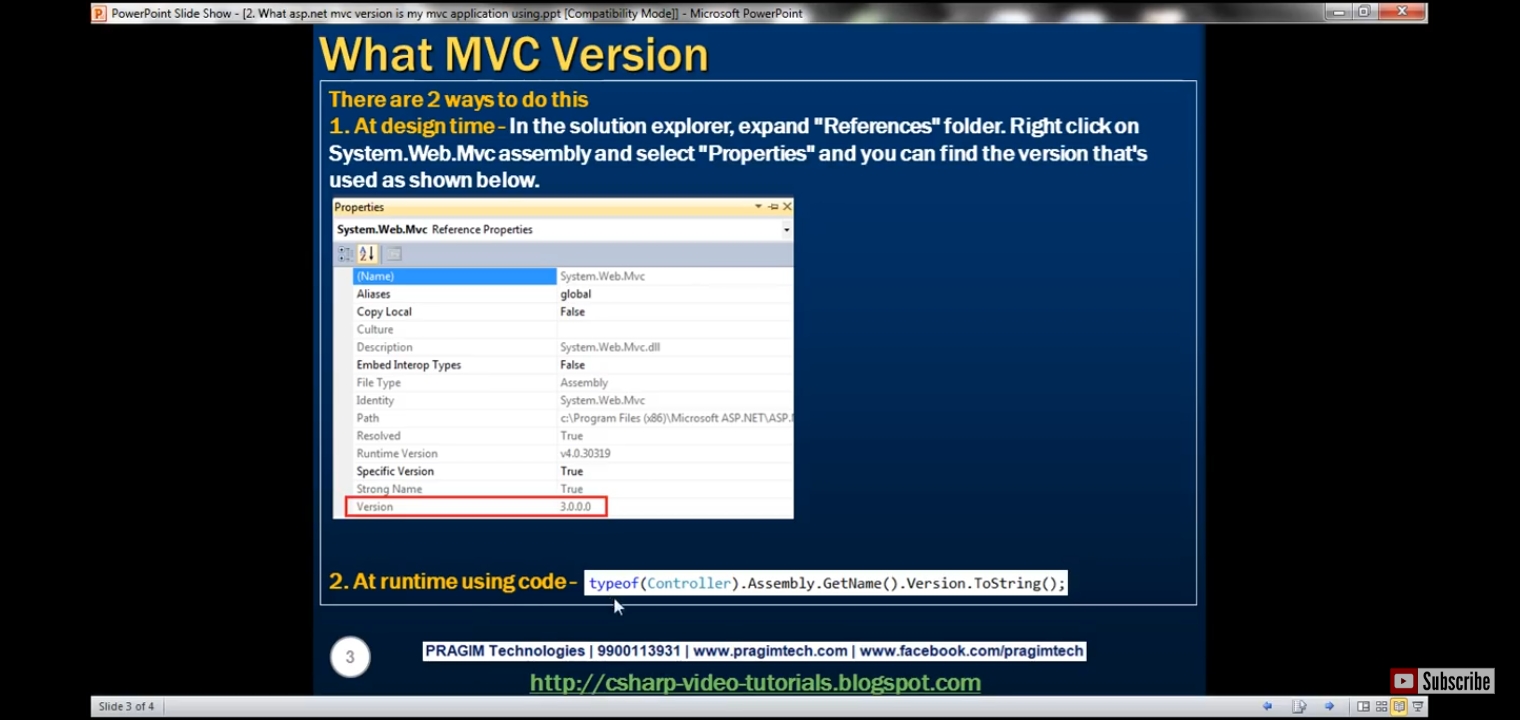 PowerPoint Slide Show - [2. What asp.net mvc version is my mvc application using.ppt [Compatibility Mode]] - Microsoft PowerPoint
What MVC Version
There are 2 ways to do this
1. At design time - In the solution explorer, expand "References" folder. Right click on
System.Web.Mvc assembly and select "Properties" and you can find the version that's
used as shown below.
Properties
System.Web.Mvc Reference Properties
(Name) System.Web.Mvc
Aliases global
Copy Local False
Culture
Description System.Web.Mvc.dll
Embed Interop Types False
File Type Assembly
Identity System.Web.Mvc
Path c:\Program Files (x86)\Microsoft ASP.NET\ASP.
Resolved True
Runtime Version v4.0.30319
Specific Version True
Strong Name True
Version 3.0.0.0
2. At runtime using code - typeof(Controller).Assembly.GetName().Version.ToString();
3
PRAGIM Technologies | 9900113931 | www.pragimtech.com | www.facebook.com/pragimtech
http://csharp-video-tutorials.blogspot.com
Subscribe
Slide 3 of 4